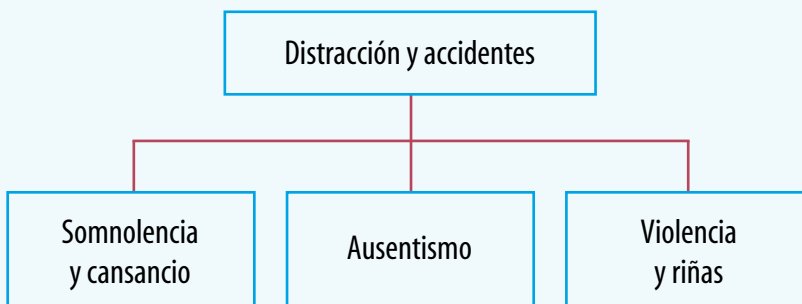 Distracción y accidentes
Somnolencia
y cansancio
Ausentismo
Violencia
y riñas